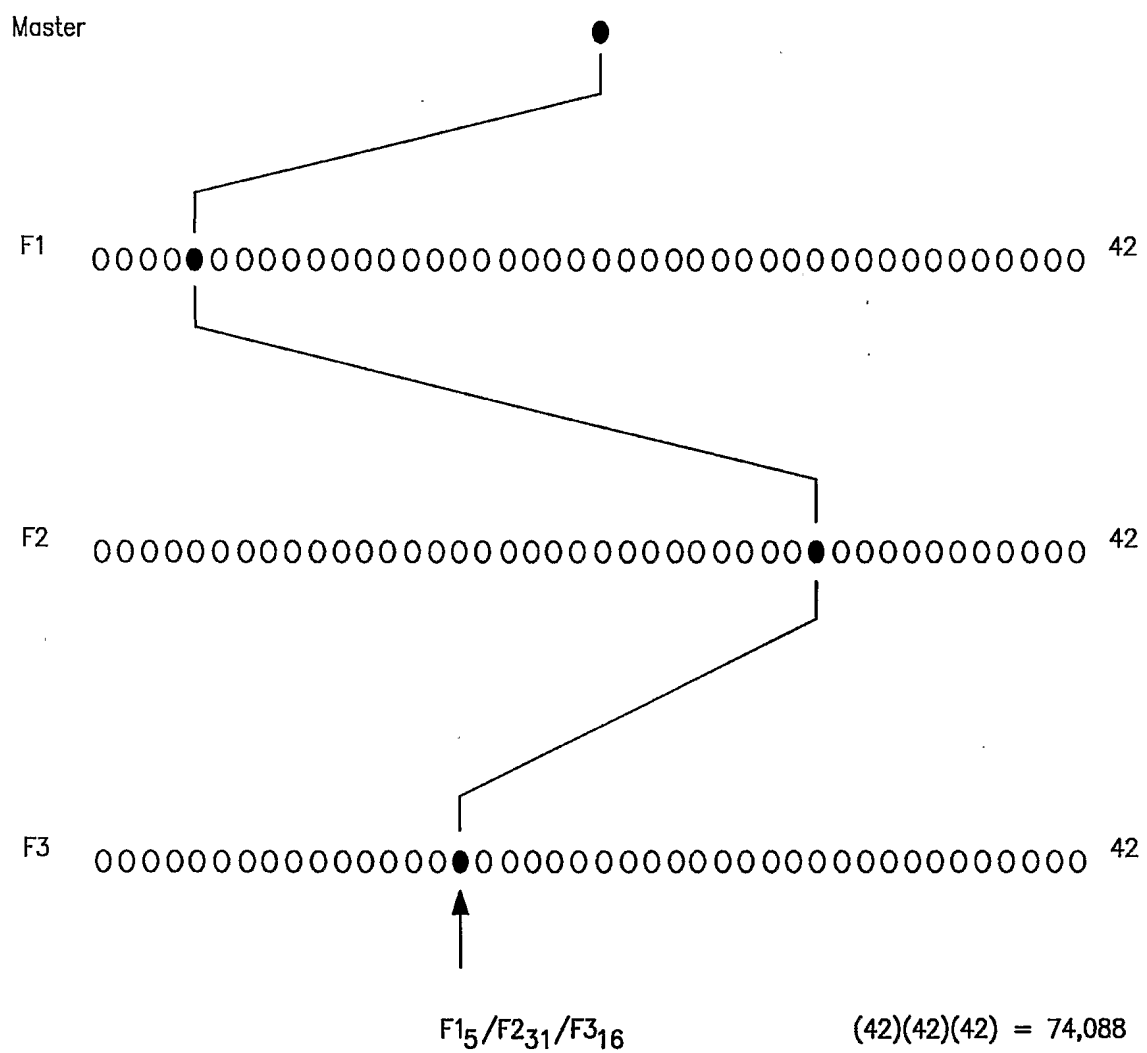 Master
F1 42
F2 42
F3 42
F1₅/F2₃₁/F3₁₆ (42)(42)(42) = 74,088